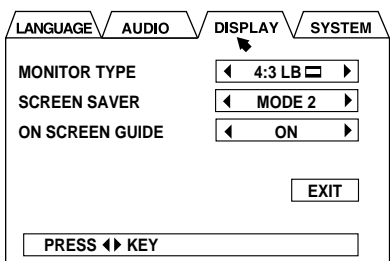 LANGUAGE AUDIO DISPLAY SYSTEM
MONITOR TYPE ◀ 4:3 LB ▶
SCREEN SAVER ◀ MODE 2 ▶
ON SCREEN GUIDE ◀ ON ▶
EXIT
PRESS ◀▶ KEY